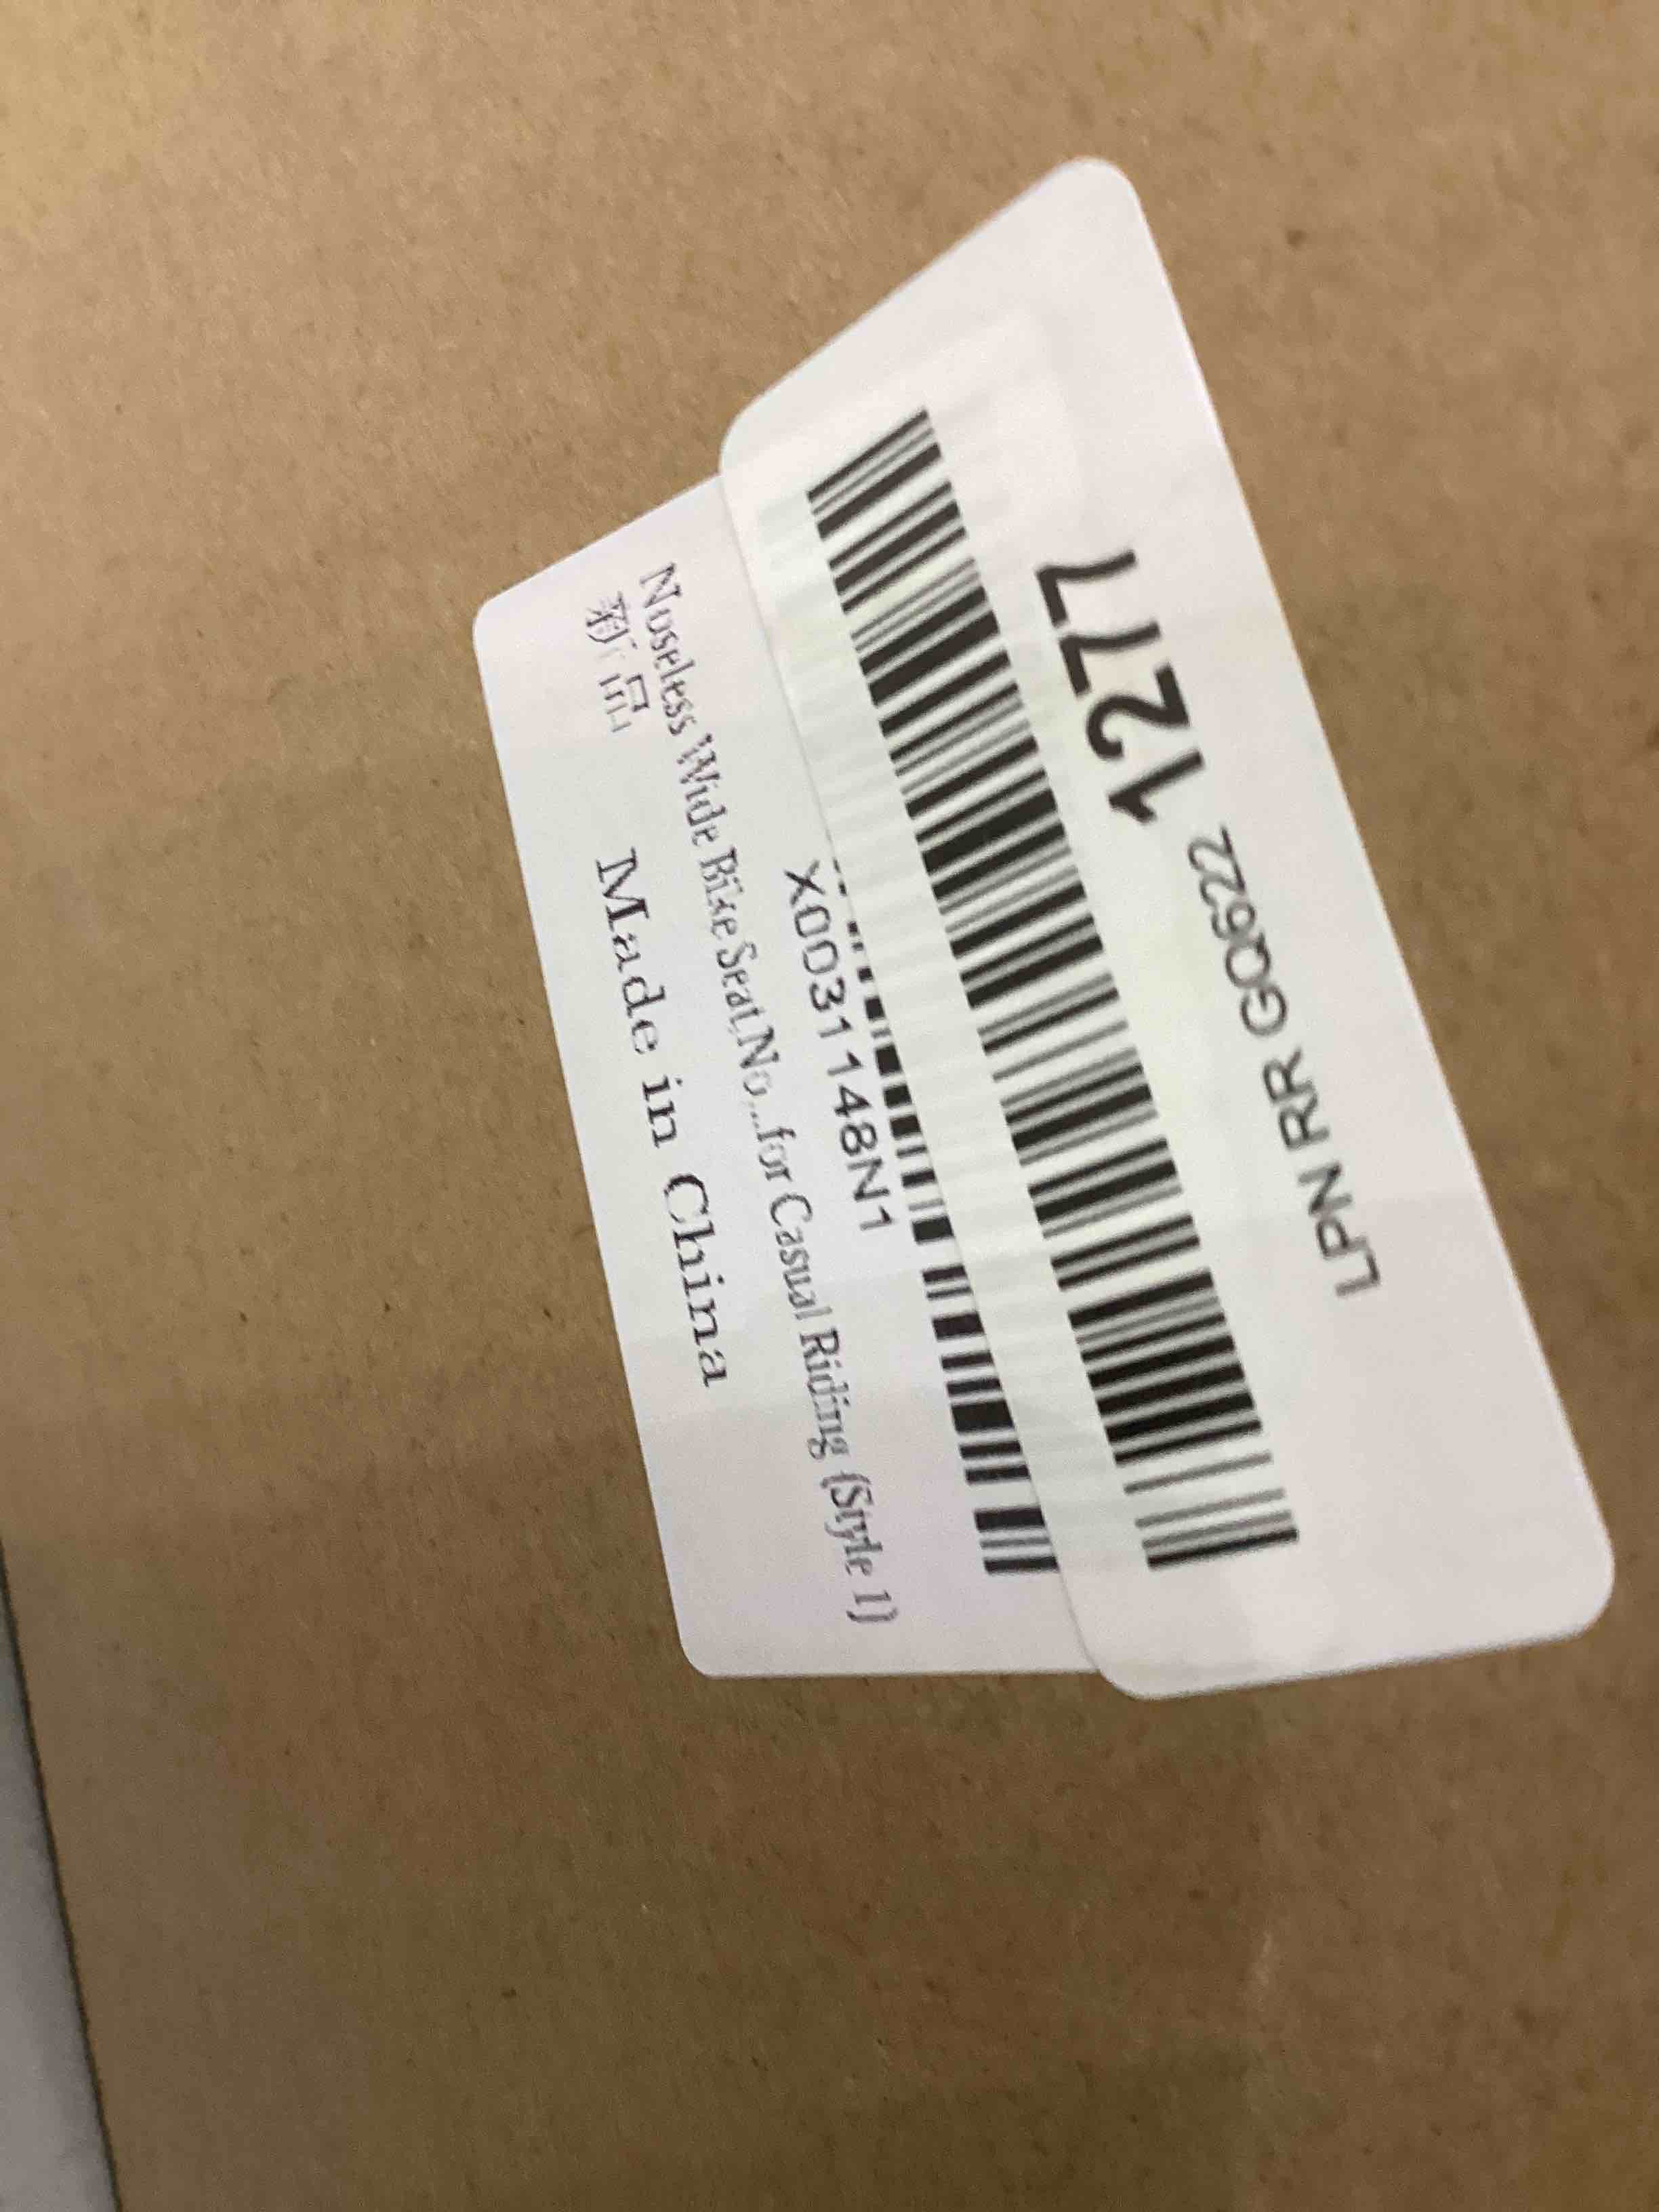 LPN RR GQ622 1277
X0031148N1
Noseless Wide Bike Seat,No...for Casual Riding (Style 1)
新品
Made in China